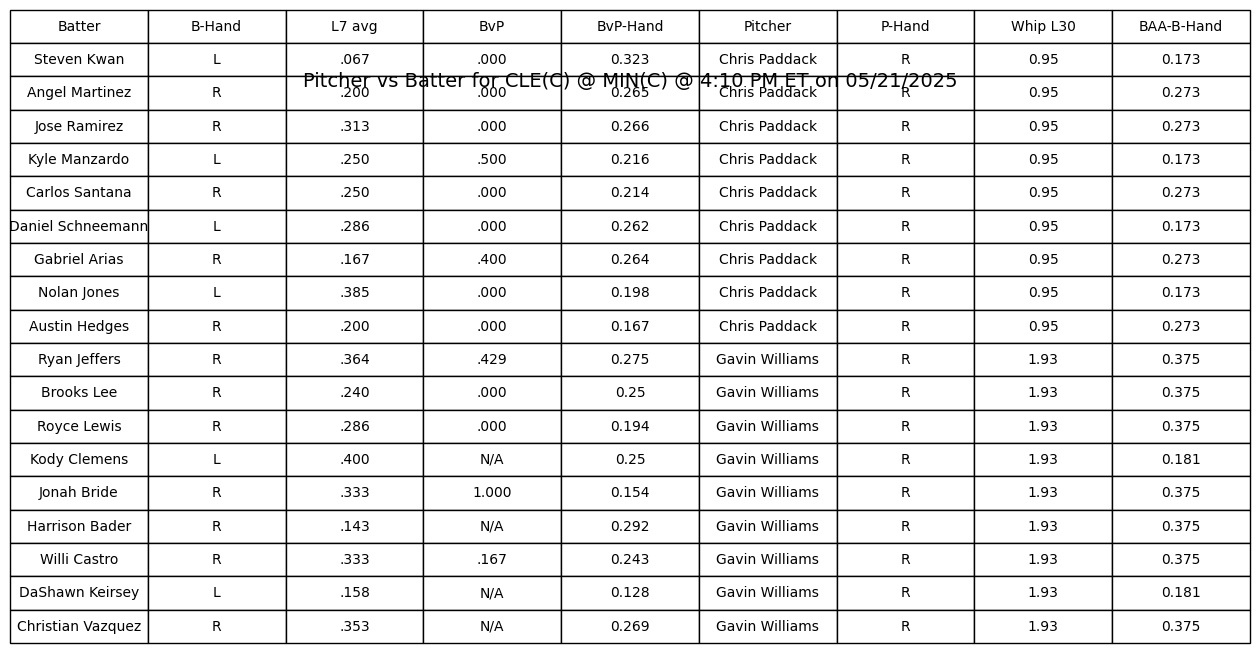 Batter B-Hand L7 avg BvP BvP-Hand Pitcher P-Hand Whip L30 BAA-B-Hand
Steven Kwan L .067 .000 0.323 Chris Paddack R 0.95 0.173
Pitcher vs Batter for CLE(C) @ MIN(C) @ 4:10 PM ET on 05/21/2025
Angel Martinez R .200 .000 0.265 Chris Paddack R 0.95 0.273
Jose Ramirez R .313 .000 0.266 Chris Paddack R 0.95 0.273
Kyle Manzardo L .250 .500 0.216 Chris Paddack R 0.95 0.173
Carlos Santana R .250 .000 0.214 Chris Paddack R 0.95 0.273
Daniel Schneemann L .286 .000 0.262 Chris Paddack R 0.95 0.173
Gabriel Arias R .167 .400 0.264 Chris Paddack R 0.95 0.273
Nolan Jones L .385 .000 0.198 Chris Paddack R 0.95 0.173
Austin Hedges R .200 .000 0.167 Chris Paddack R 0.95 0.273
Ryan Jeffers R .364 .429 0.275 Gavin Williams R 1.93 0.375
Brooks Lee R .240 .000 0.25 Gavin Williams R 1.93 0.375
Royce Lewis R .286 .000 0.194 Gavin Williams R 1.93 0.375
Kody Clemens L .400 N/A 0.25 Gavin Williams R 1.93 0.181
Jonah Bride R .333 1.000 0.154 Gavin Williams R 1.93 0.375
Harrison Bader R .143 N/A 0.292 Gavin Williams R 1.93 0.375
Willi Castro R .333 .167 0.243 Gavin Williams R 1.93 0.375
DaShawn Keirsey L .158 N/A 0.128 Gavin Williams R 1.93 0.181
Christian Vazquez R .353 N/A 0.269 Gavin Williams R 1.93 0.375